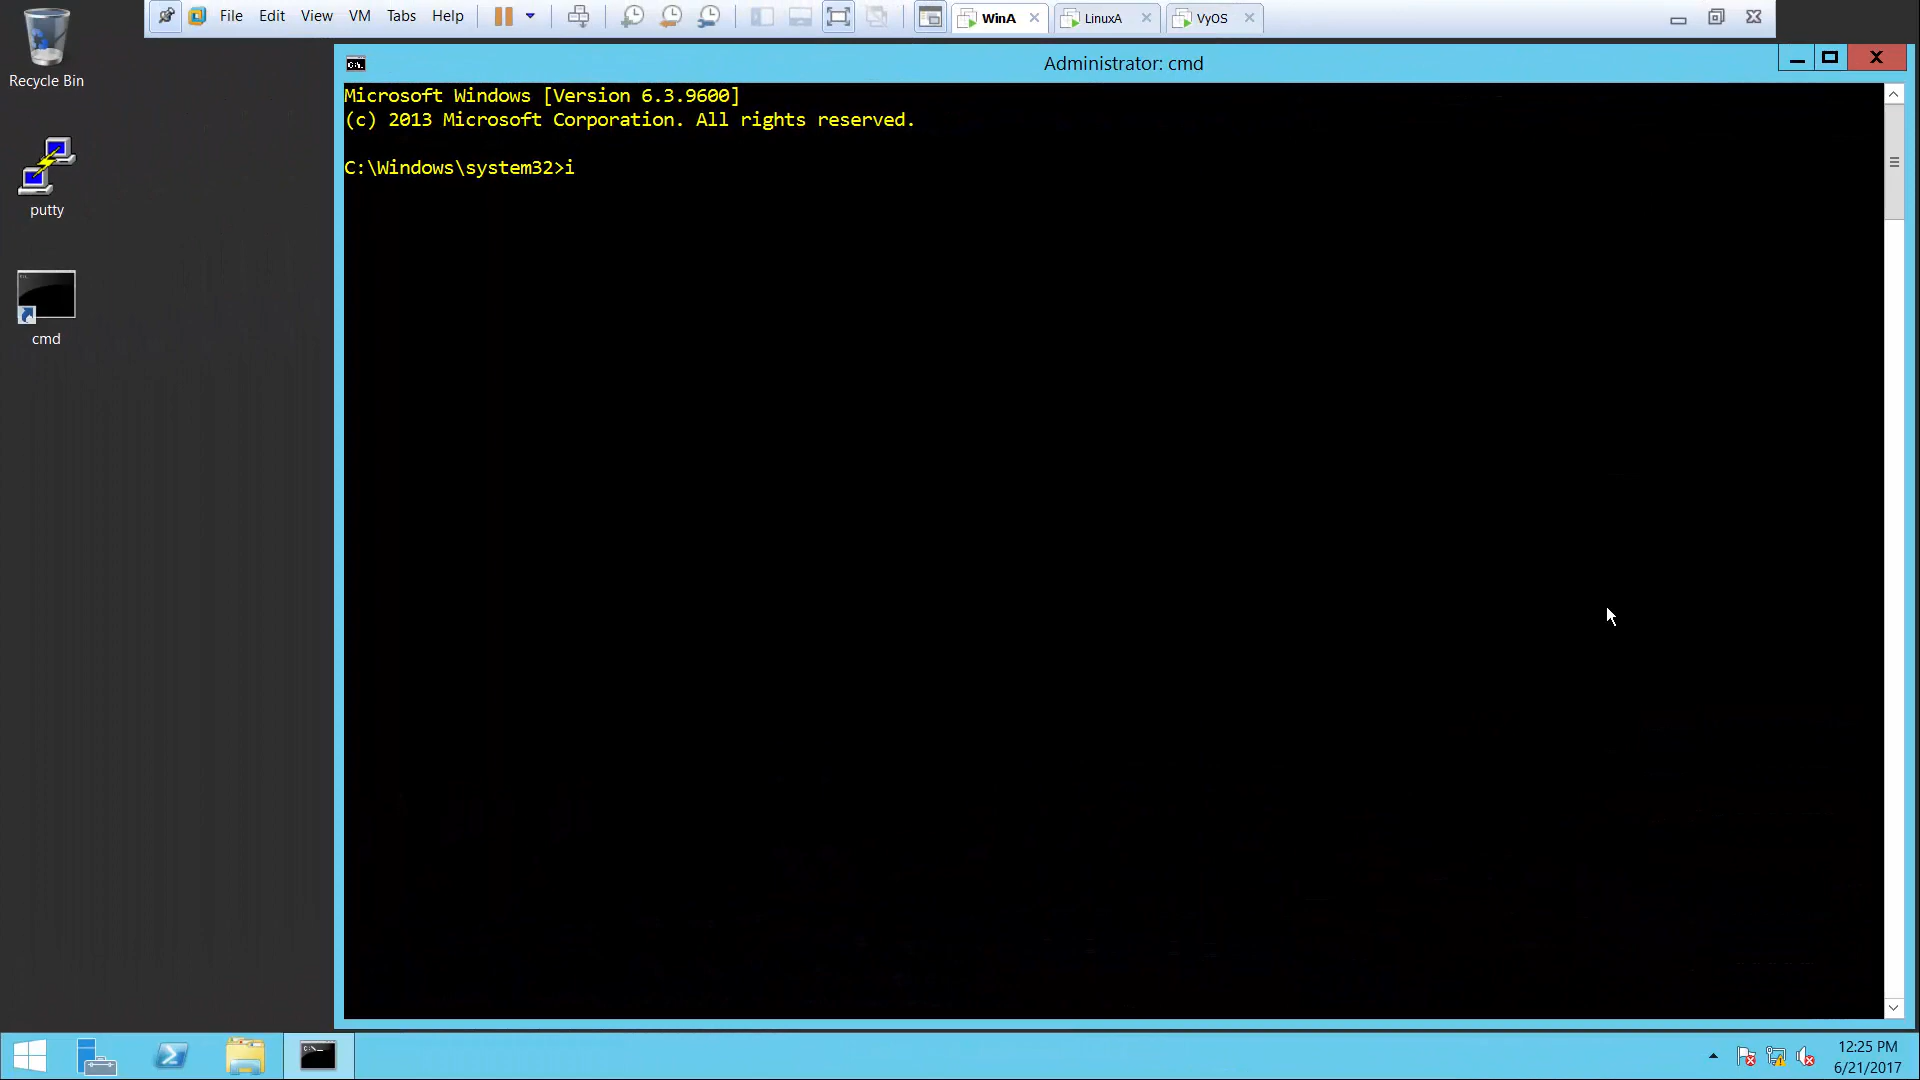 File Edit View VM Tabs Help
WinA LinuxA VyOS
Recycle Bin
putty
cmd
Administrator: cmd
Microsoft Windows [Version 6.3.9600]
(c) 2013 Microsoft Corporation. All rights reserved.
C:\Windows\system32>i
12:25 PM
6/21/2017